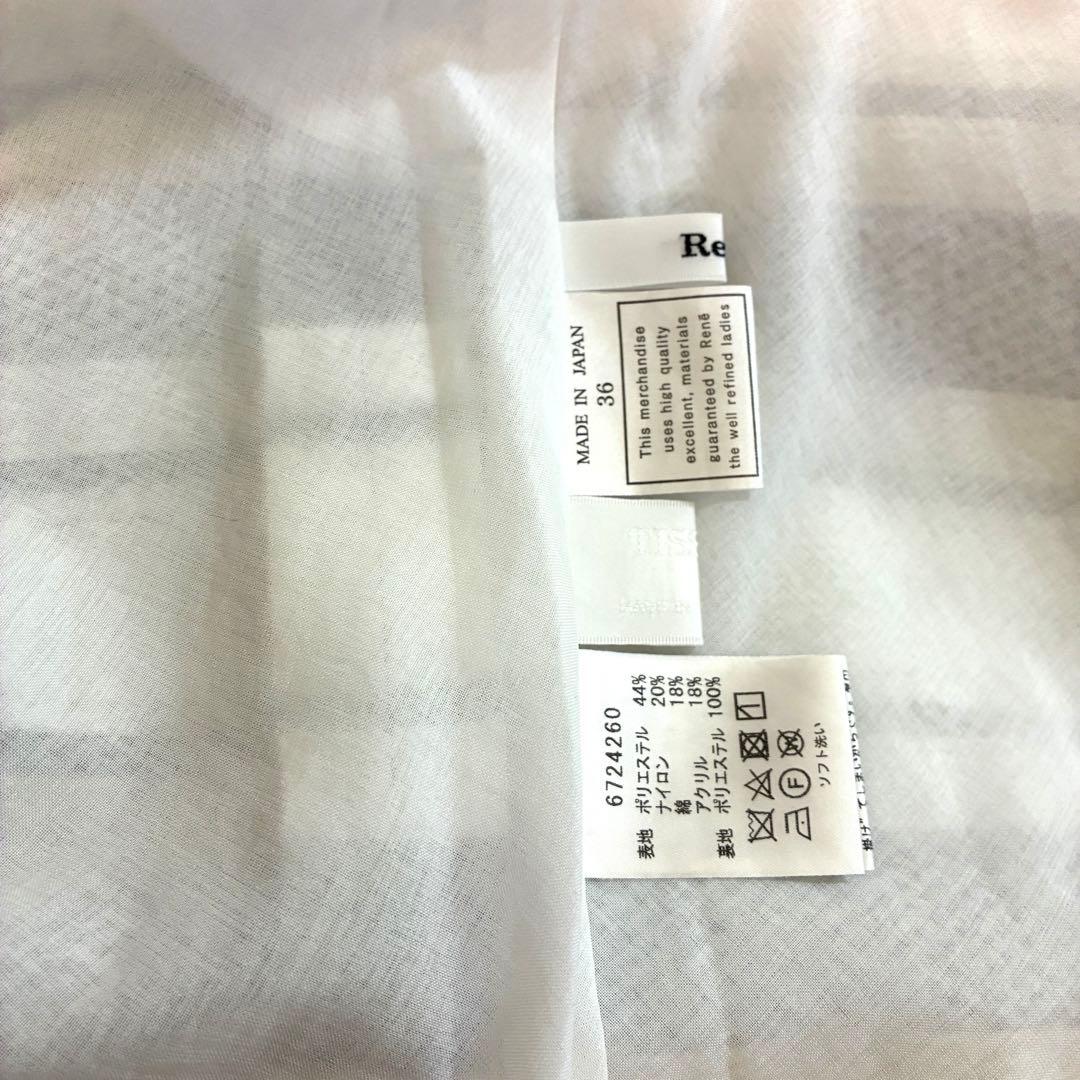 Re
MADE IN JAPAN
36
This merchandise
uses high quality
excellent, materials
guaranteed by René
the well refined ladies
6724260
表地 ポリエステル 44%
ナイロン 20%
綿 18%
アクリル 18%
裏地 ポリエステル 100%
F
ソフト洗い